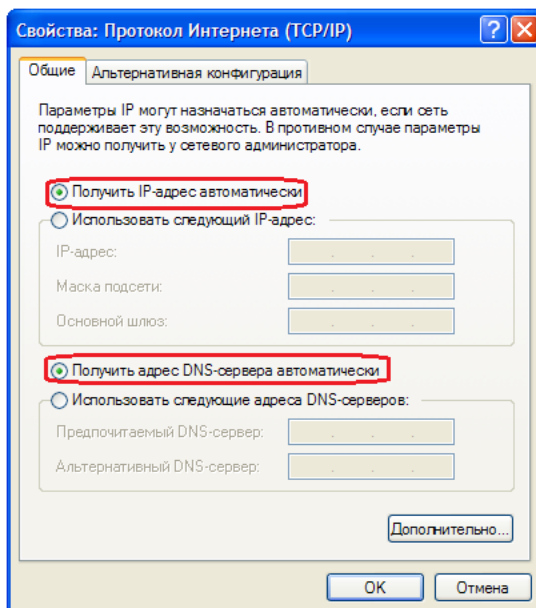 Свойства: Протокол Интернета (TCP/IP)
Общие
Альтернативная конфигурация
Параметры IP могут назначаться автоматически, если сеть
поддерживает эту возможность. В противном случае параметры
IP можно получить у сетевого администратора.
Получить IP-адрес автоматически
Использовать следующий IP-адрес:
IP-адрес:
Маска подсети:
Основной шлюз:
Получить адрес DNS-сервера автоматически
Использовать следующие адреса DNS-серверов:
Предпочитаемый DNS-сервер:
Альтернативный DNS-сервер:
Дополнительно...
OK
Отмена